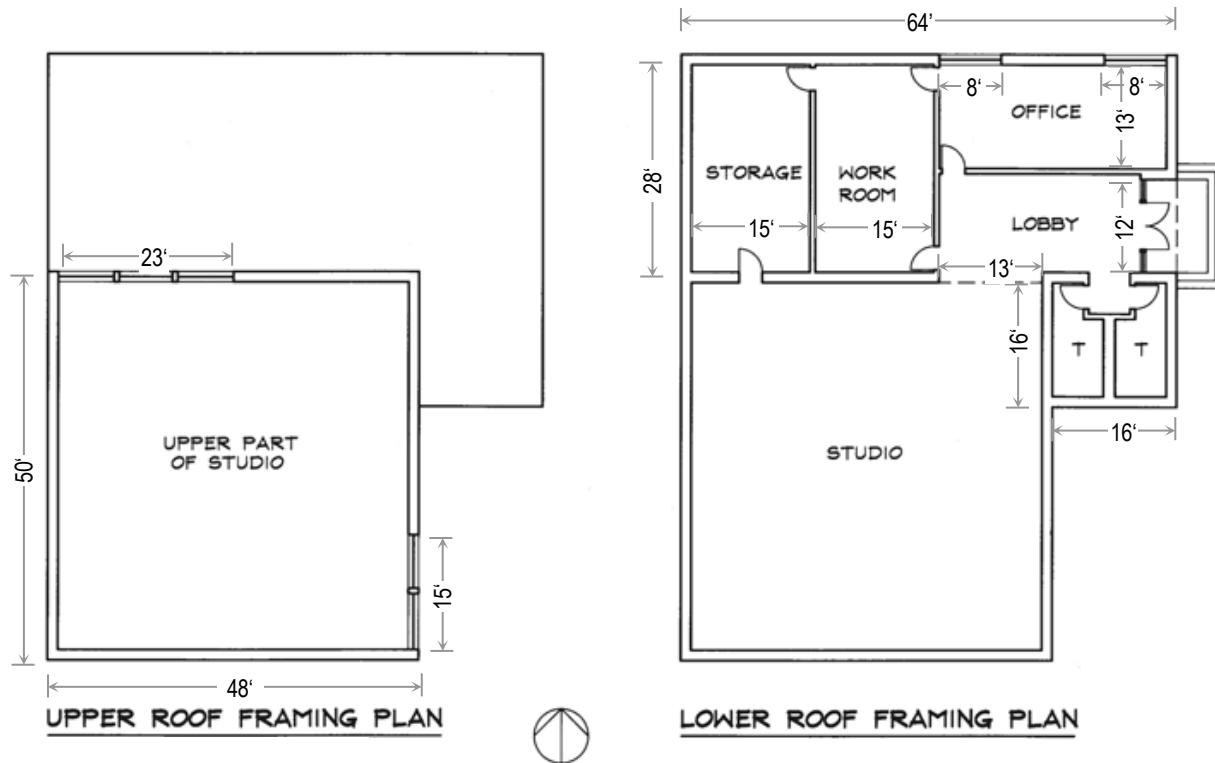 23‘
50‘
UPPER PART
OF STUDIO
15‘
48‘
UPPER ROOF FRAMING PLAN
64‘
8‘
8‘
OFFICE
13‘
28‘
STORAGE
WORK
ROOM
15‘
15‘
LOBBY
12‘
13‘
16‘
T
T
16‘
STUDIO
LOWER ROOF FRAMING PLAN